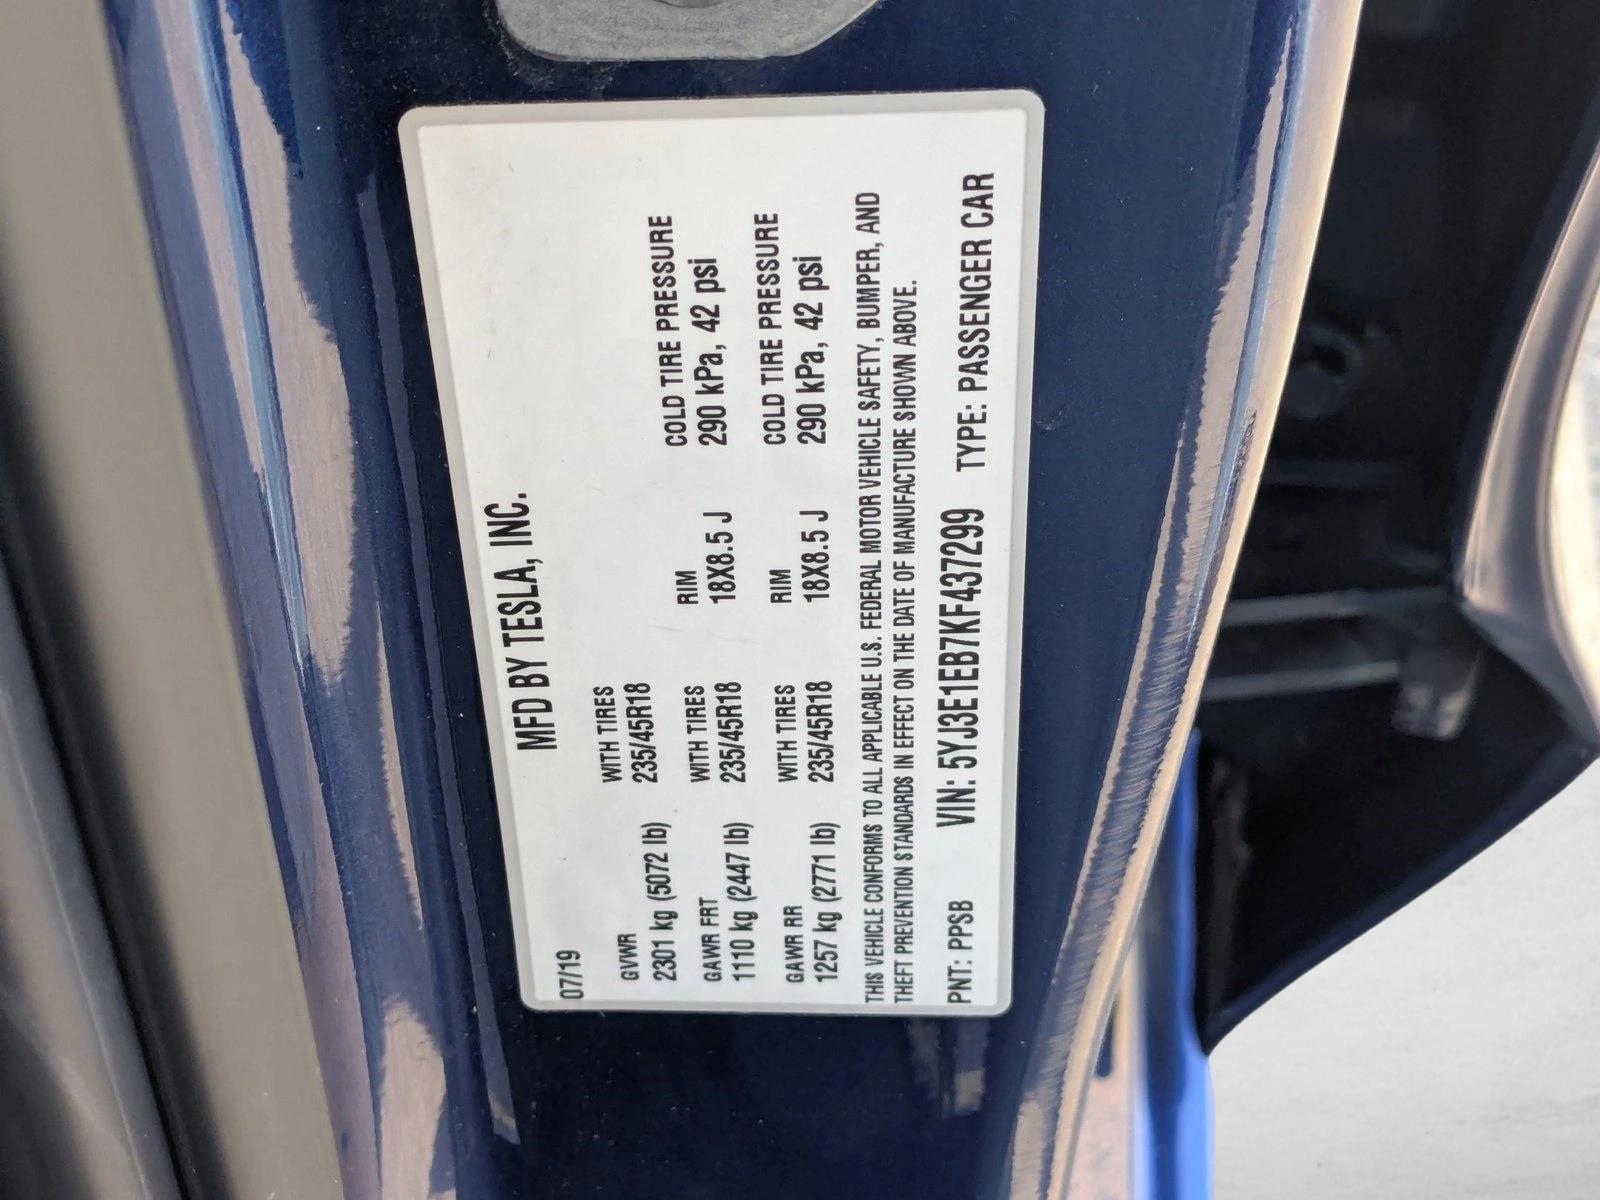 MFD BY TESLA, INC.
07/19
GVWR WITH TIRES
2301 kg (5072 lb) 235/45R18
GAWR FRT WITH TIRES RIM COLD TIRE PRESSURE
1110 kg (2447 lb) 235/45R18 18X8.5 J 290 kPa, 42 psi
GAWR RR WITH TIRES RIM COLD TIRE PRESSURE
1257 kg (2771 lb) 235/45R18 18X8.5 J 290 kPa, 42 psi
THIS VEHICLE CONFORMS TO ALL APPLICABLE U.S. FEDERAL MOTOR VEHICLE SAFETY, BUMPER, AND
THEFT PREVENTION STANDARDS IN EFFECT ON THE DATE OF MANUFACTURE SHOWN ABOVE.
PNT: PPSB VIN: 5YJ3E1EB7KF437299 TYPE: PASSENGER CAR